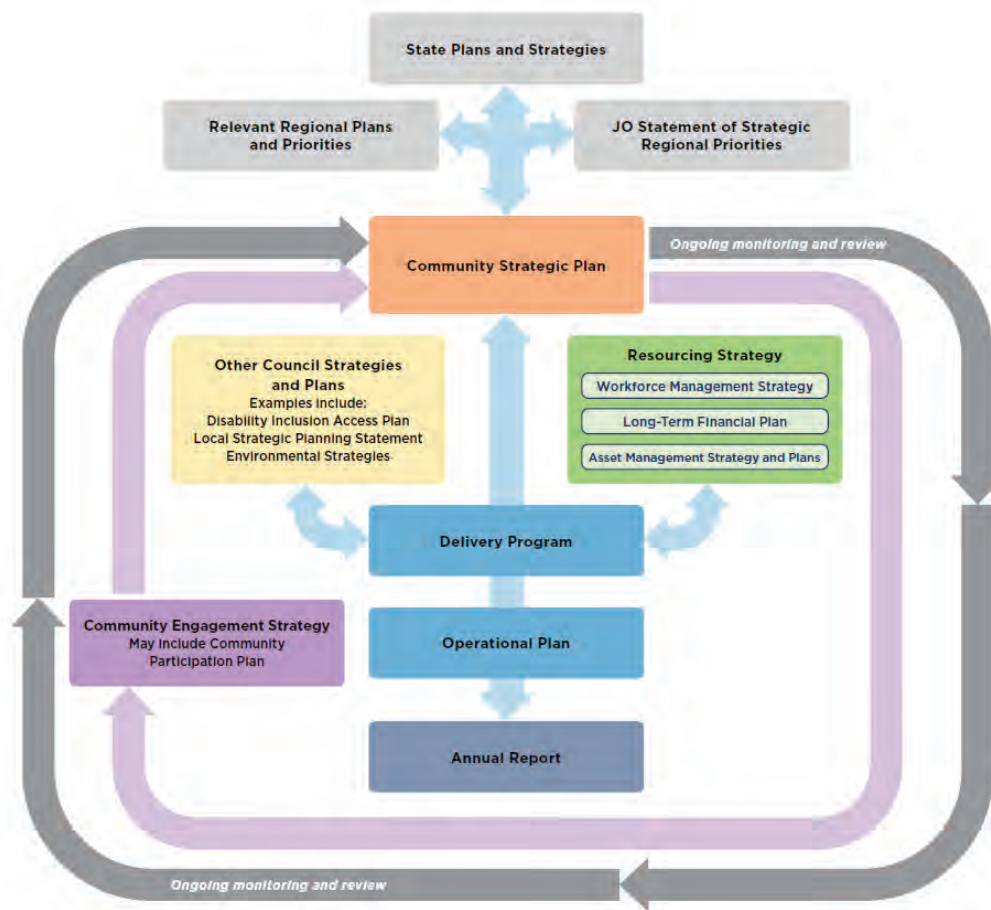 State Plans and Strategies
Relevant Regional Plans
and Priorities
JO Statement of Strategic
Regional Priorities
Community Strategic Plan
Ongoing monitoring and review
Other Council Strategies
and Plans
Examples include:
Disability Inclusion Access Plan
Local Strategic Planning Statement
Environmental Strategies
Resourcing Strategy
Workforce Management Strategy
Long-Term Financial Plan
Asset Management Strategy and Plans
Delivery Program
Community Engagement Strategy
May include Community
Participation Plan
Operational Plan
Annual Report
Ongoing monitoring and review